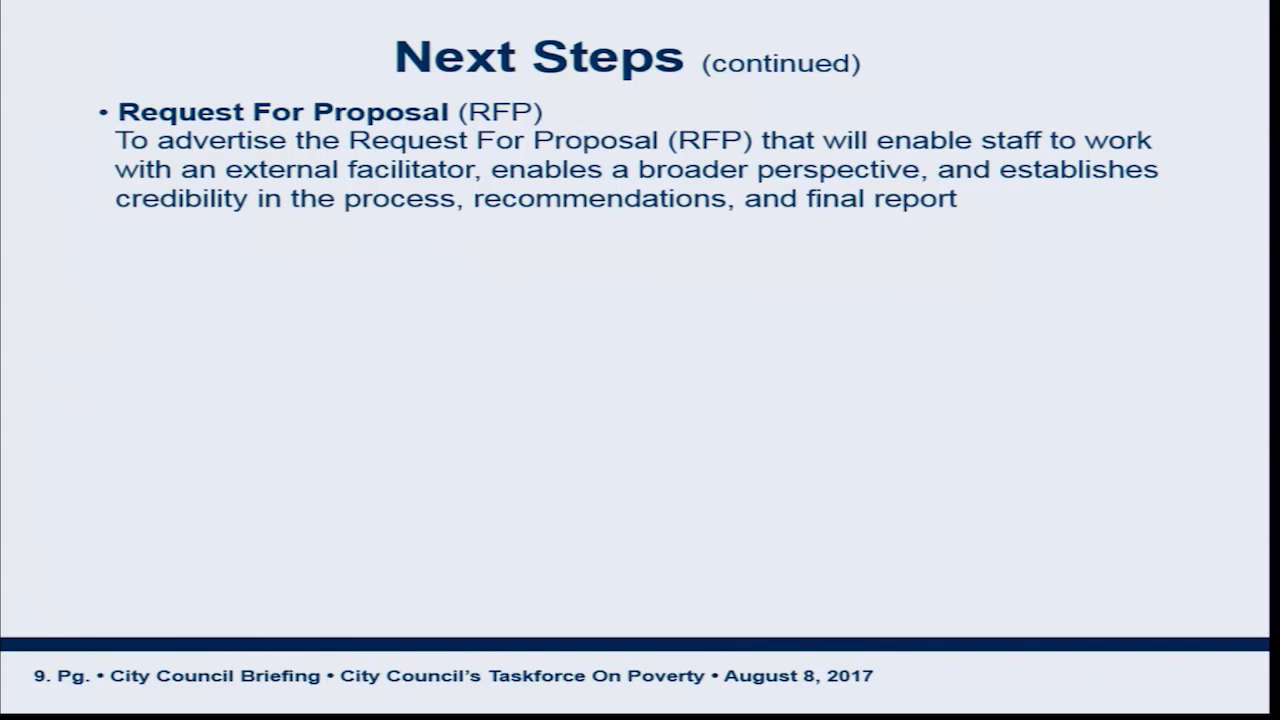 Next Steps (continued)
• Request For Proposal (RFP)
To advertise the Request For Proposal (RFP) that will enable staff to work
with an external facilitator, enables a broader perspective, and establishes
credibility in the process, recommendations, and final report
9. Pg. • City Council Briefing • City Council's Taskforce On Poverty • August 8, 2017